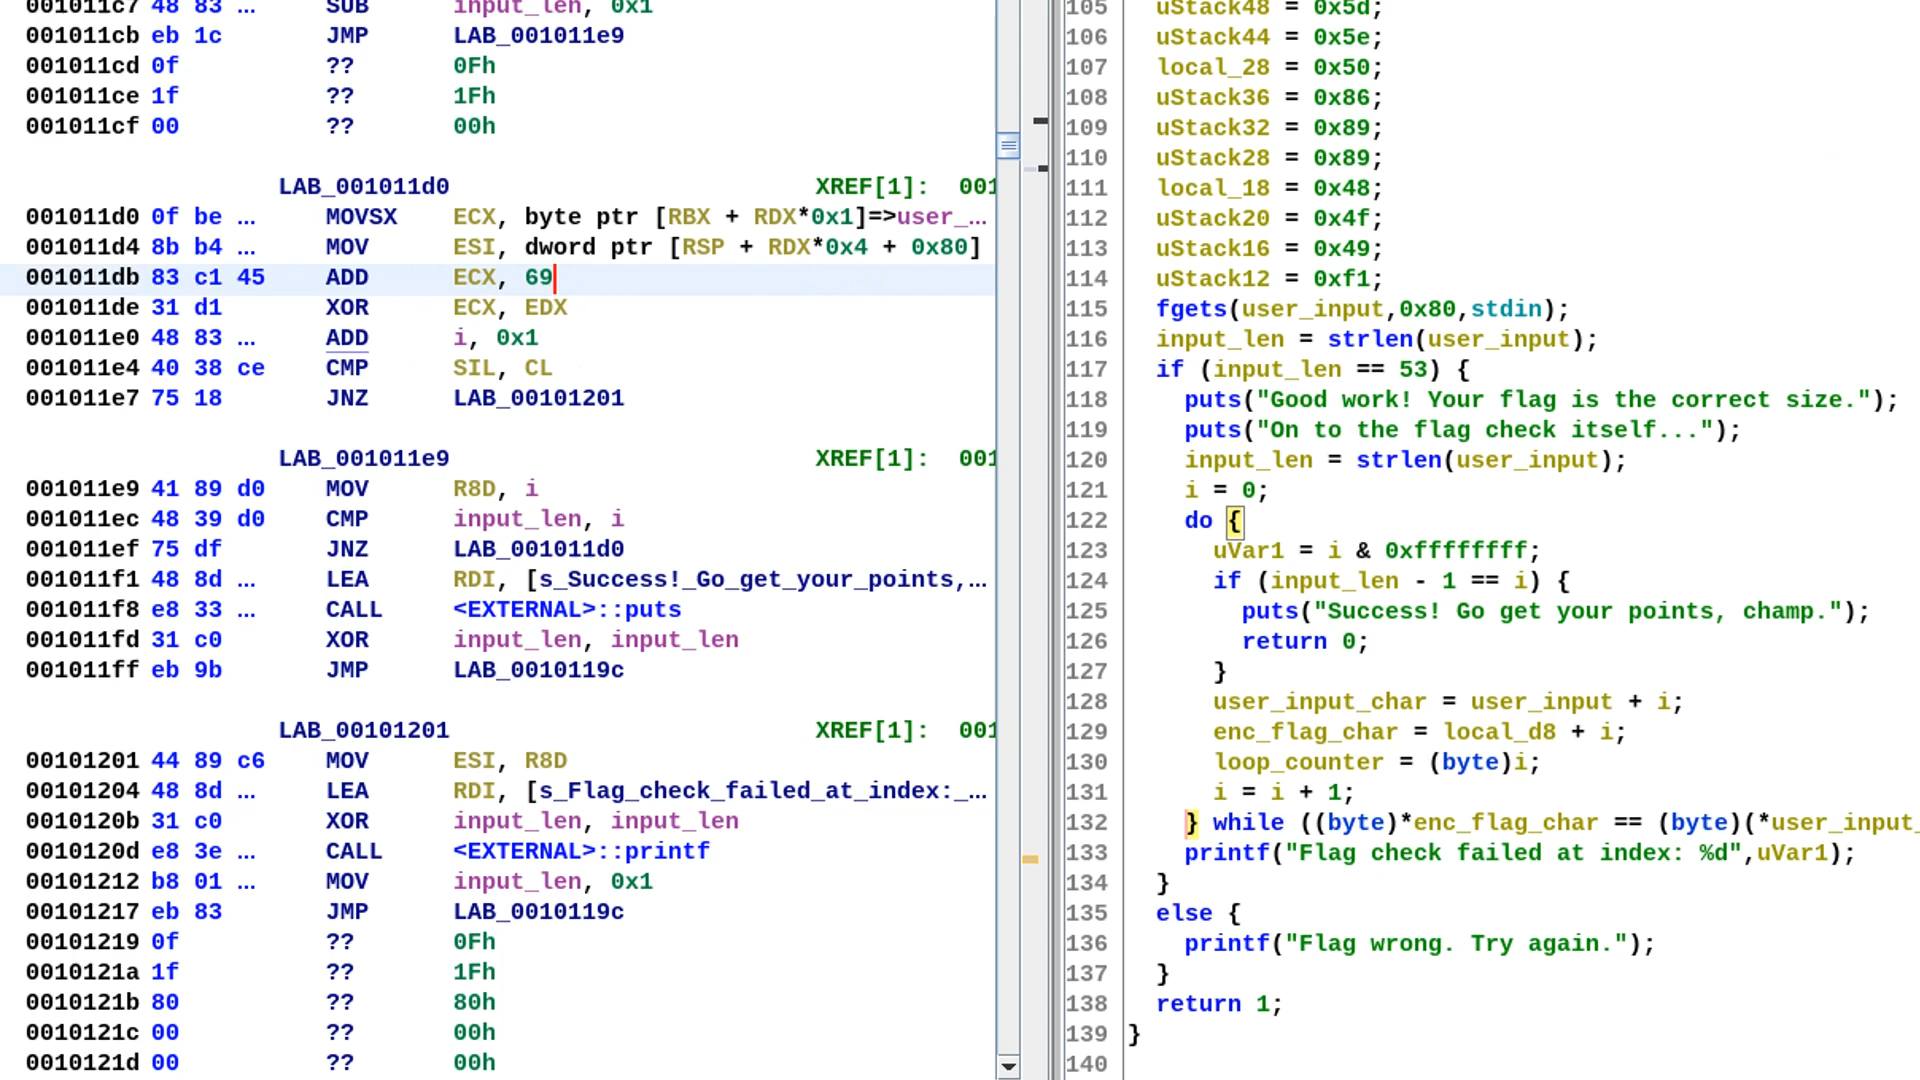 001011c7 48 83 ... SUB input_len, 0x1
001011cb eb 1c JMP LAB_001011e9
001011cd 0f ?? 0Fh
001011ce 1f ?? 1Fh
001011cf 00 ?? 00h
LAB_001011d0 XREF[1]: 001
001011d0 0f be ... MOVSX ECX, byte ptr [RBX + RDX*0x1]=>user_...
001011d4 8b b4 ... MOV ESI, dword ptr [RSP + RDX*0x4 + 0x80]
001011db 83 c1 45 ADD ECX, 69
001011de 31 d1 XOR ECX, EDX
001011e0 48 83 ... ADD i, 0x1
001011e4 40 38 ce CMP SIL, CL
001011e7 75 18 JNZ LAB_00101201
LAB_001011e9 XREF[1]: 001
001011e9 41 89 d0 MOV R8D, i
001011ec 48 39 d0 CMP input_len, i
001011ef 75 df JNZ LAB_001011d0
001011f1 48 8d ... LEA RDI, [s_Success!_Go_get_your_points,...
001011f8 e8 33 ... CALL <EXTERNAL>::puts
001011fd 31 c0 XOR input_len, input_len
001011ff eb 9b JMP LAB_0010119c
LAB_00101201 XREF[1]: 001
00101201 44 89 c6 MOV ESI, R8D
00101204 48 8d ... LEA RDI, [s_Flag_check_failed_at_index:_...
0010120b 31 c0 XOR input_len, input_len
0010120d e8 3e ... CALL <EXTERNAL>::printf
00101212 b8 01 ... MOV input_len, 0x1
00101217 eb 83 JMP LAB_0010119c
00101219 0f ?? 0Fh
0010121a 1f ?? 1Fh
0010121b 80 ?? 80h
0010121c 00 ?? 00h
0010121d 00 ?? 00h
105 uStack48 = 0x5d;
106 uStack44 = 0x5e;
107 local_28 = 0x50;
108 uStack36 = 0x86;
109 uStack32 = 0x89;
110 uStack28 = 0x89;
111 local_18 = 0x48;
112 uStack20 = 0x4f;
113 uStack16 = 0x49;
114 uStack12 = 0xf1;
115 fgets(user_input,0x80,stdin);
116 input_len = strlen(user_input);
117 if (input_len == 53) {
118 puts("Good work! Your flag is the correct size.");
119 puts("On to the flag check itself...");
120 input_len = strlen(user_input);
121 i = 0;
122 do {
123 uVar1 = i & 0xffffffff;
124 if (input_len - 1 == i) {
125 puts("Success! Go get your points, champ.");
126 return 0;
127 }
128 user_input_char = user_input + i;
129 enc_flag_char = local_d8 + i;
130 loop_counter = (byte)i;
131 i = i + 1;
132 } while ((byte)*enc_flag_char == (byte)(*user_input_
133 printf("Flag check failed at index: %d",uVar1);
134 }
135 else {
136 printf("Flag wrong. Try again.");
137 }
138 return 1;
139 }
140